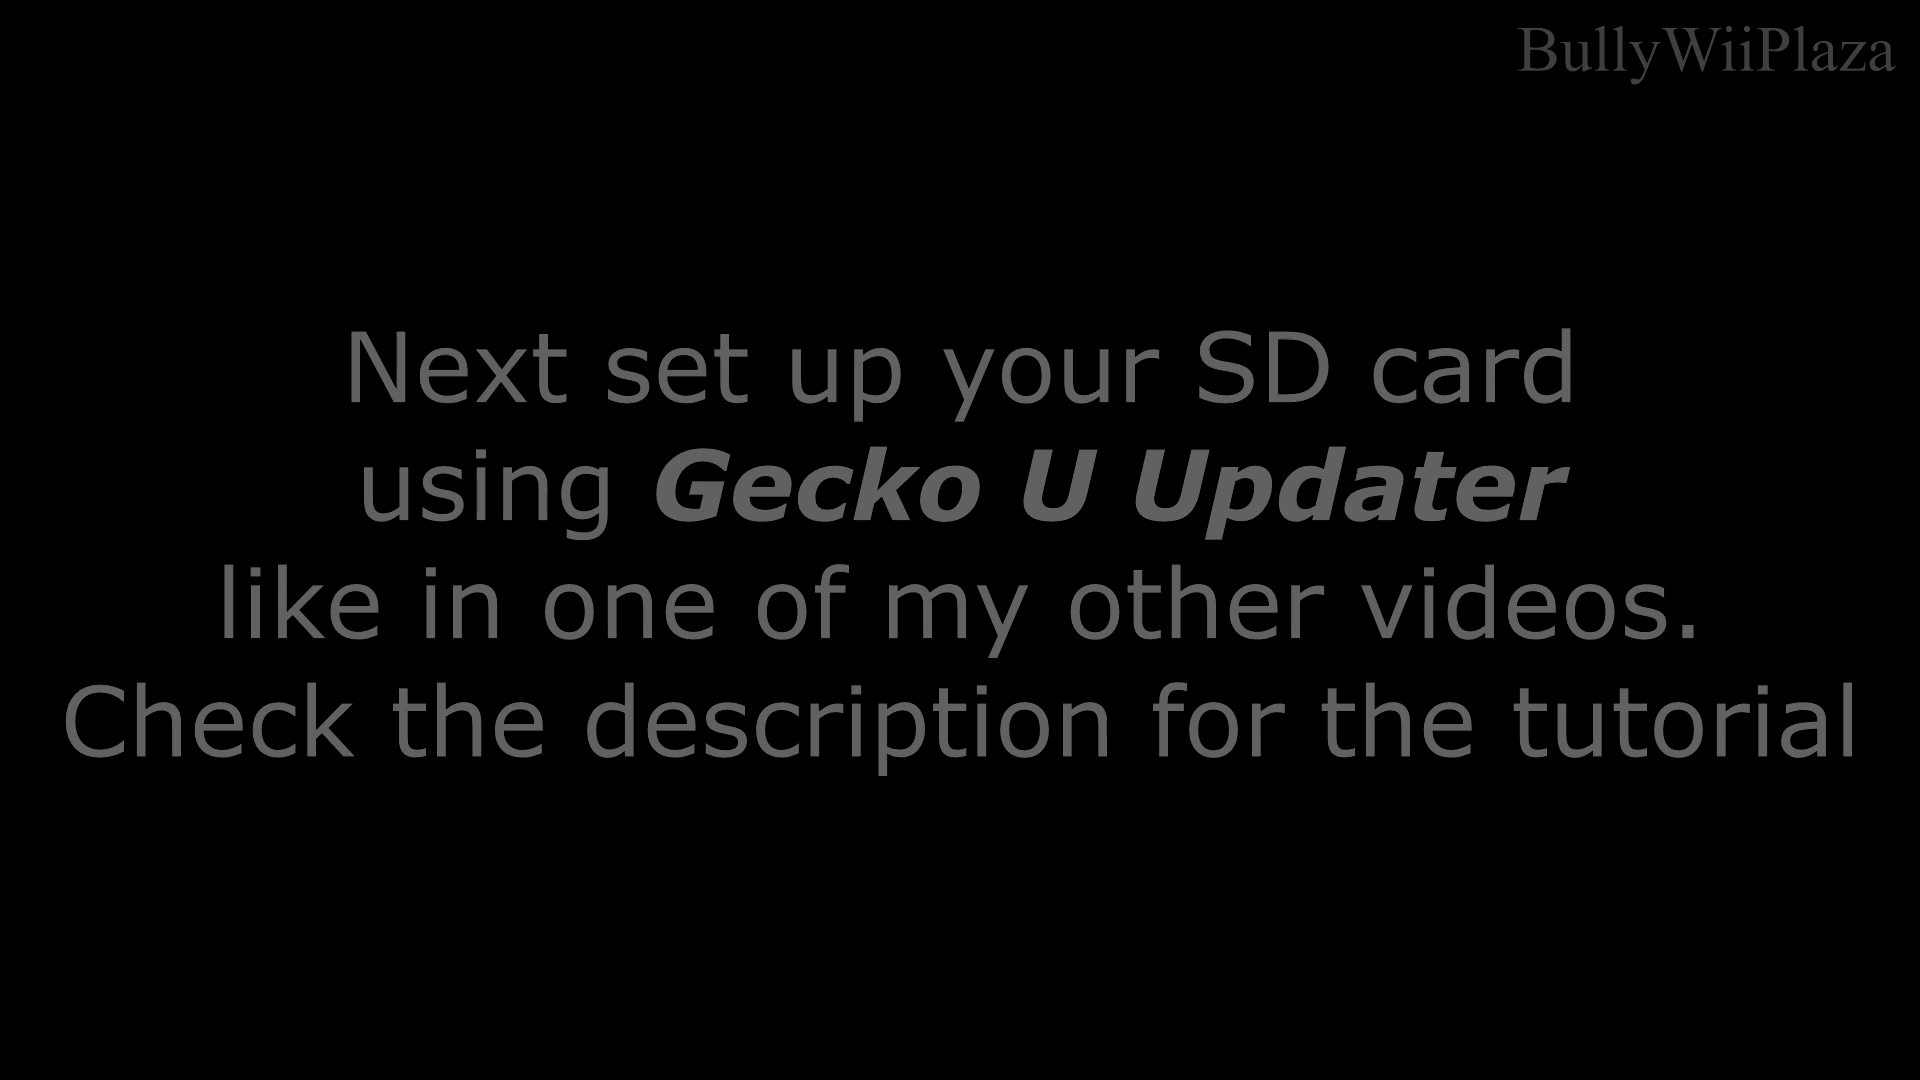 BullyWiiPlaza
Next set up your SD card
using Gecko U Updater
like in one of my other videos.
Check the description for the tutorial